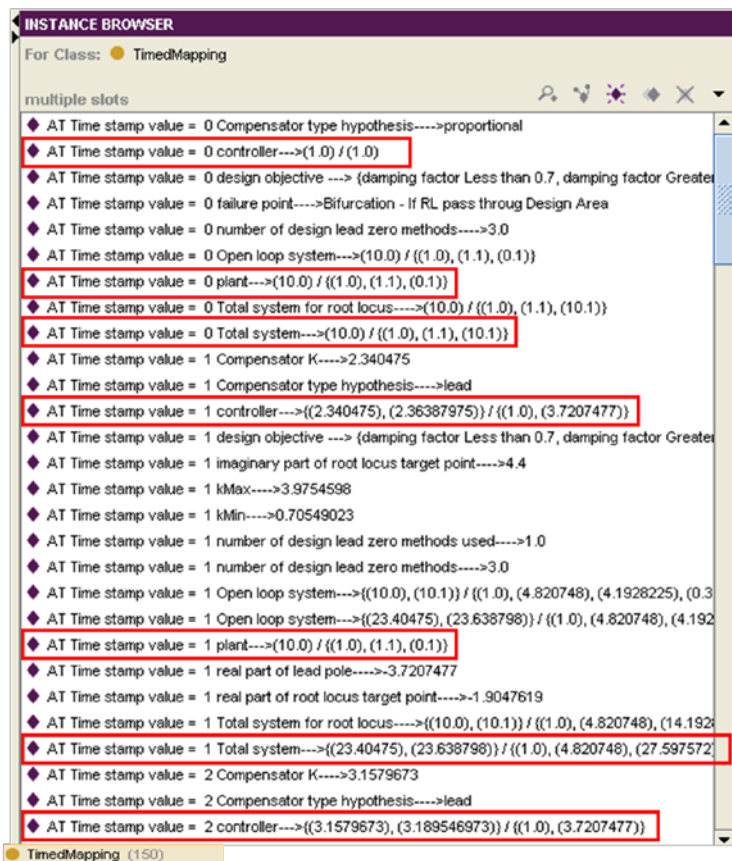 INSTANCE BROWSER
For Class: TimedMapping
multiple slots
AT Time stamp value = 0 Compensator type hypothesis---->proportional
AT Time stamp value = 0 controller--->(1.0) / (1.0)
AT Time stamp value = 0 design objective ---> {damping factor Less than 0.7, damping factor Greater
AT Time stamp value = 0 failure point---->Bifurcation - If RL pass throug Design Area
AT Time stamp value = 0 number of design lead zero methods---->3.0
AT Time stamp value = 0 Open loop system--->(10.0) / {(1.0), (1.1), (0.1)}
AT Time stamp value = 0 plant--->(10.0) / {(1.0), (1.1), (0.1)}
AT Time stamp value = 0 Total system for root locus---->(10.0) / {(1.0), (1.1), (10.1)}
AT Time stamp value = 0 Total system--->(10.0) / {(1.0), (1.1), (10.1)}
AT Time stamp value = 1 Compensator K---->2.340475
AT Time stamp value = 1 Compensator type hypothesis---->lead
AT Time stamp value = 1 controller--->{(2.340475), (2.36387975)} / {(1.0), (3.7207477)}
AT Time stamp value = 1 design objective ---> {damping factor Less than 0.7, damping factor Greater
AT Time stamp value = 1 imaginary part of root locus target point---->4.4
AT Time stamp value = 1 kMax---->3.9754598
AT Time stamp value = 1 kMin---->0.70549023
AT Time stamp value = 1 number of design lead zero methods used---->1.0
AT Time stamp value = 1 number of design lead zero methods---->3.0
AT Time stamp value = 1 Open loop system--->{(10.0), (10.1)} / {(1.0), (4.820748), (4.1928225), (0.3
AT Time stamp value = 1 Open loop system--->{(23.40475), (23.638798)} / {(1.0), (4.820748), (4.192
AT Time stamp value = 1 plant--->(10.0) / {(1.0), (1.1), (0.1)}
AT Time stamp value = 1 real part of lead pole---->-3.7207477
AT Time stamp value = 1 real part of root locus target point---->-1.9047619
AT Time stamp value = 1 Total system for root locus---->{(10.0), (10.1)} / {(1.0), (4.820748), (14.192
AT Time stamp value = 1 Total system--->{(23.40475), (23.638798)} / {(1.0), (4.820748), (27.597572)
AT Time stamp value = 2 Compensator K---->3.1579673
AT Time stamp value = 2 Compensator type hypothesis---->lead
AT Time stamp value = 2 controller--->{(3.1579673), (3.189546973)} / {(1.0), (3.7207477)}
TimedMapping (150)